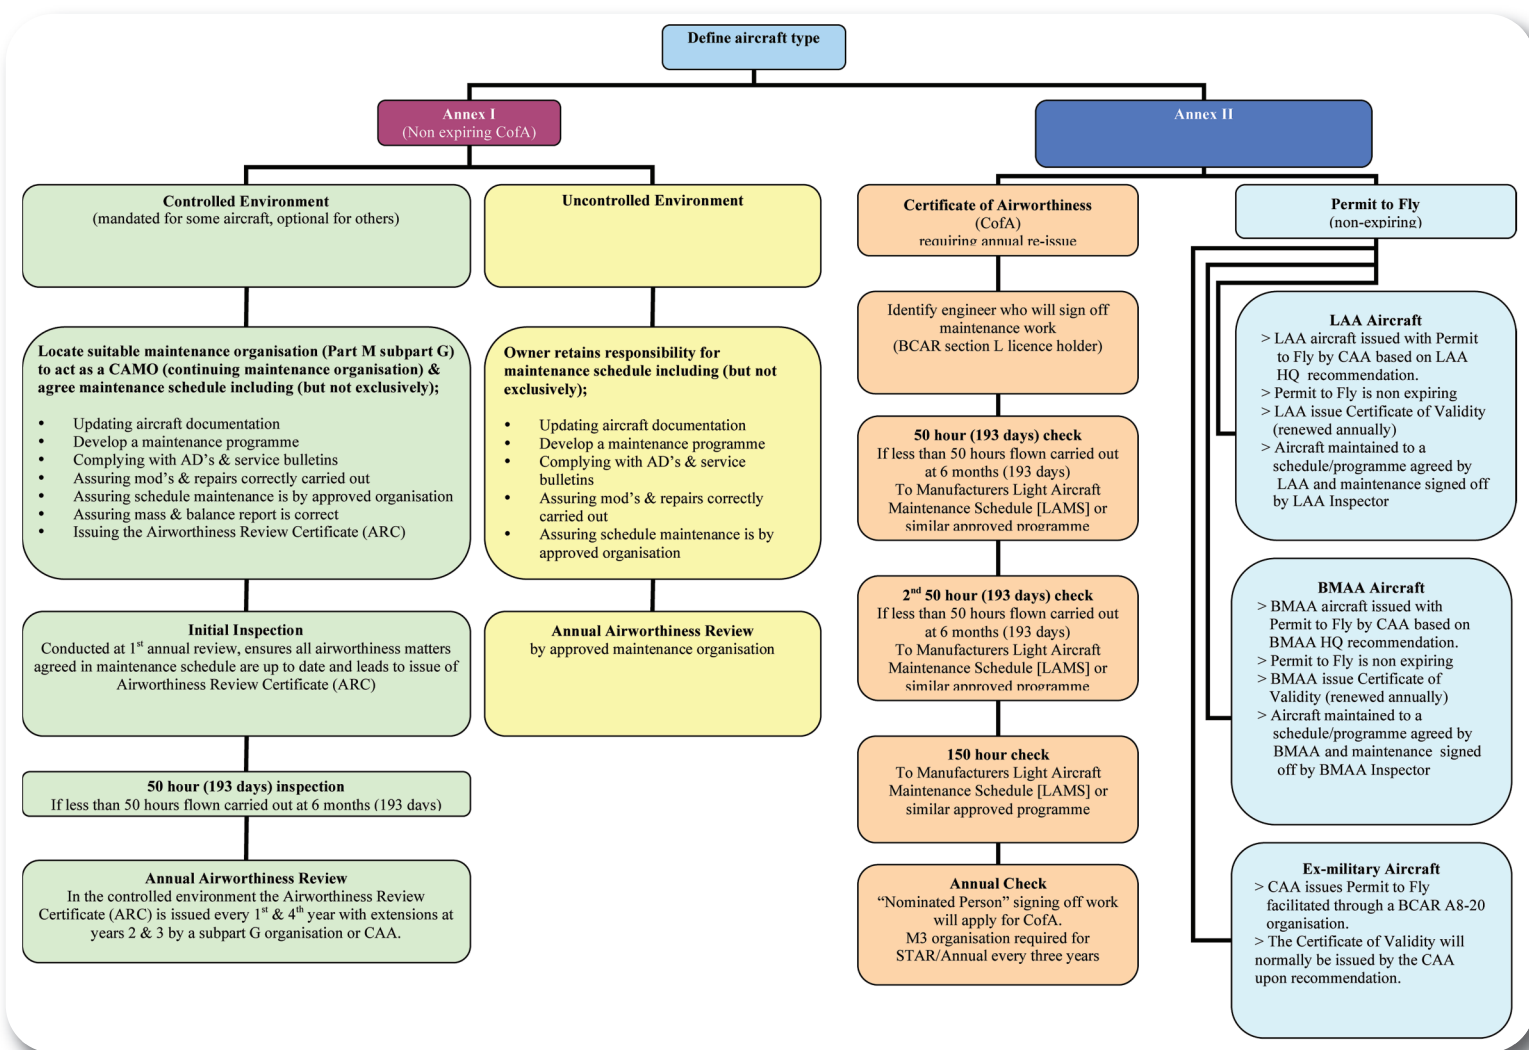 Define aircraft type
Annex I
(Non expiring CofA)
Annex II
Controlled Environment
(mandated for some aircraft, optional for others)
Locate suitable maintenance organisation (Part M subpart G)
to act as a CAMO (continuing maintenance organisation) &
agree maintenance schedule including (but not exclusively);
• Updating aircraft documentation
• Develop a maintenance programme
• Complying with AD’s & service bulletins
• Assuring mod’s & repairs correctly carried out
• Assuring schedule maintenance is by approved organisation
• Assuring mass & balance report is correct
• Issuing the Airworthiness Review Certificate (ARC)
Initial Inspection
Conducted at 1st annual review, ensures all airworthiness matters
agreed in maintenance schedule are up to date and leads to issue of
Airworthiness Review Certificate (ARC)
50 hour (193 days) inspection
If less than 50 hours flown carried out at 6 months (193 days)
Annual Airworthiness Review
In the controlled environment the Airworthiness Review
Certificate (ARC) is issued every 1st & 4th year with extensions at
years 2 & 3 by a subpart G organisation or CAA.
Uncontrolled Environment
Owner retains responsibility for
maintenance schedule including (but not
exclusively);
• Updating aircraft documentation
• Develop a maintenance programme
• Complying with AD’s & service
bulletins
• Assuring mod’s & repairs correctly
carried out
• Assuring schedule maintenance is by
approved organisation
Annual Airworthiness Review
by approved maintenance organisation
Certificate of Airworthiness
(CofA)
requiring annual re-issue
Identify engineer who will sign off
maintenance work
(BCAR section L licence holder)
50 hour (193 days) check
If less than 50 hours flown carried out
at 6 months (193 days)
To Manufacturers Light Aircraft
Maintenance Schedule [LAMS] or
similar approved programme
2nd 50 hour (193 days) check
If less than 50 hours flown carried out
at 6 months (193 days)
To Manufacturers Light Aircraft
Maintenance Schedule [LAMS] or
similar approved programme
150 hour check
To Manufacturers Light Aircraft
Maintenance Schedule [LAMS] or
similar approved programme
Annual Check
“Nominated Person” signing off work
will apply for CofA.
M3 organisation required for
STAR/Annual every three years
Permit to Fly
(non-expiring)
LAA Aircraft
> LAA aircraft issued with Permit
to Fly by CAA based on LAA
HQ recommendation.
> Permit to Fly is non expiring
> LAA issue Certificate of Validity
(renewed annually)
> Aircraft maintained to a
schedule/programme agreed by
LAA and maintenance signed off
by LAA Inspector
BMAA Aircraft
> BMAA aircraft issued with
Permit to Fly by CAA based on
BMAA HQ recommendation.
> Permit to Fly is non expiring
> BMAA issue Certificate of
Validity (renewed annually)
> Aircraft maintained to a
schedule/programme agreed by
BMAA and maintenance signed
off by BMAA Inspector
Ex-military Aircraft
> CAA issues Permit to Fly
facilitated through a BCAR A8-20
organisation.
> The Certificate of Validity will
normally be issued by the CAA
upon recommendation.